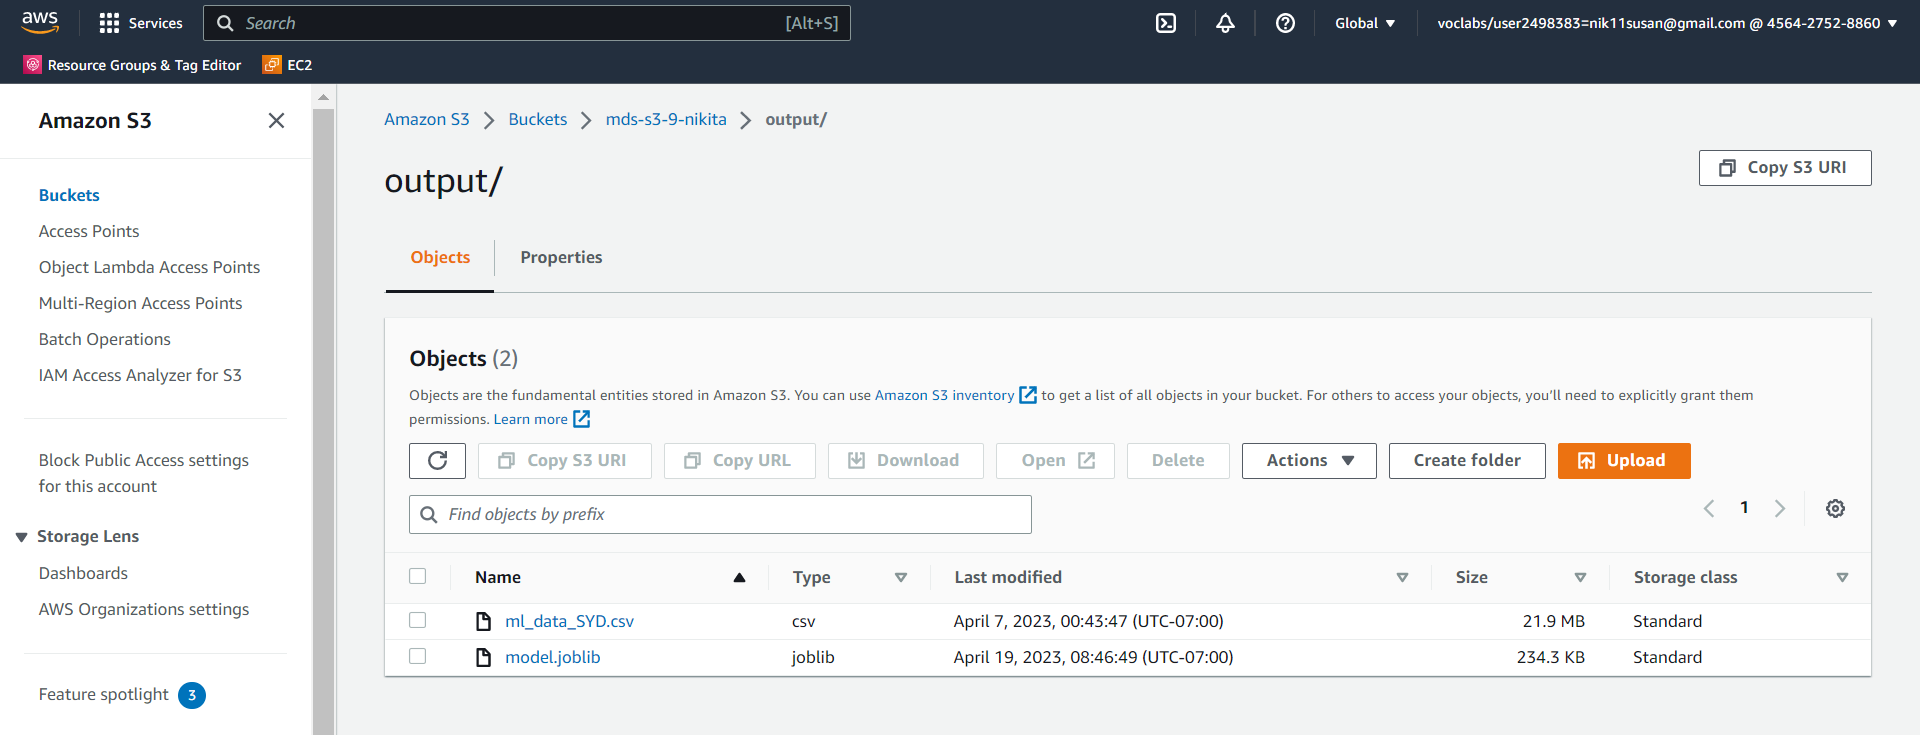 aws
Services
Search [Alt+S]
Global
voclabs/user2498383=nik11susan@gmail.com @ 4564-2752-8860
Resource Groups & Tag Editor
EC2
Amazon S3
Buckets
Access Points
Object Lambda Access Points
Multi-Region Access Points
Batch Operations
IAM Access Analyzer for S3
Block Public Access settings
for this account
Storage Lens
Dashboards
AWS Organizations settings
Feature spotlight 3
Amazon S3 Buckets mds-s3-9-nikita output/
output/
Copy S3 URI
Objects Properties
Objects (2)
Objects are the fundamental entities stored in Amazon S3. You can use Amazon S3 inventory to get a list of all objects in your bucket. For others to access your objects, you'll need to explicitly grant them
permissions. Learn more
Copy S3 URI Copy URL Download Open Delete Actions Create folder Upload
Find objects by prefix
1
Name Type Last modified Size Storage class
ml_data_SYD.csv csv April 7, 2023, 00:43:47 (UTC-07:00) 21.9 MB Standard
model.joblib joblib April 19, 2023, 08:46:49 (UTC-07:00) 234.3 KB Standard